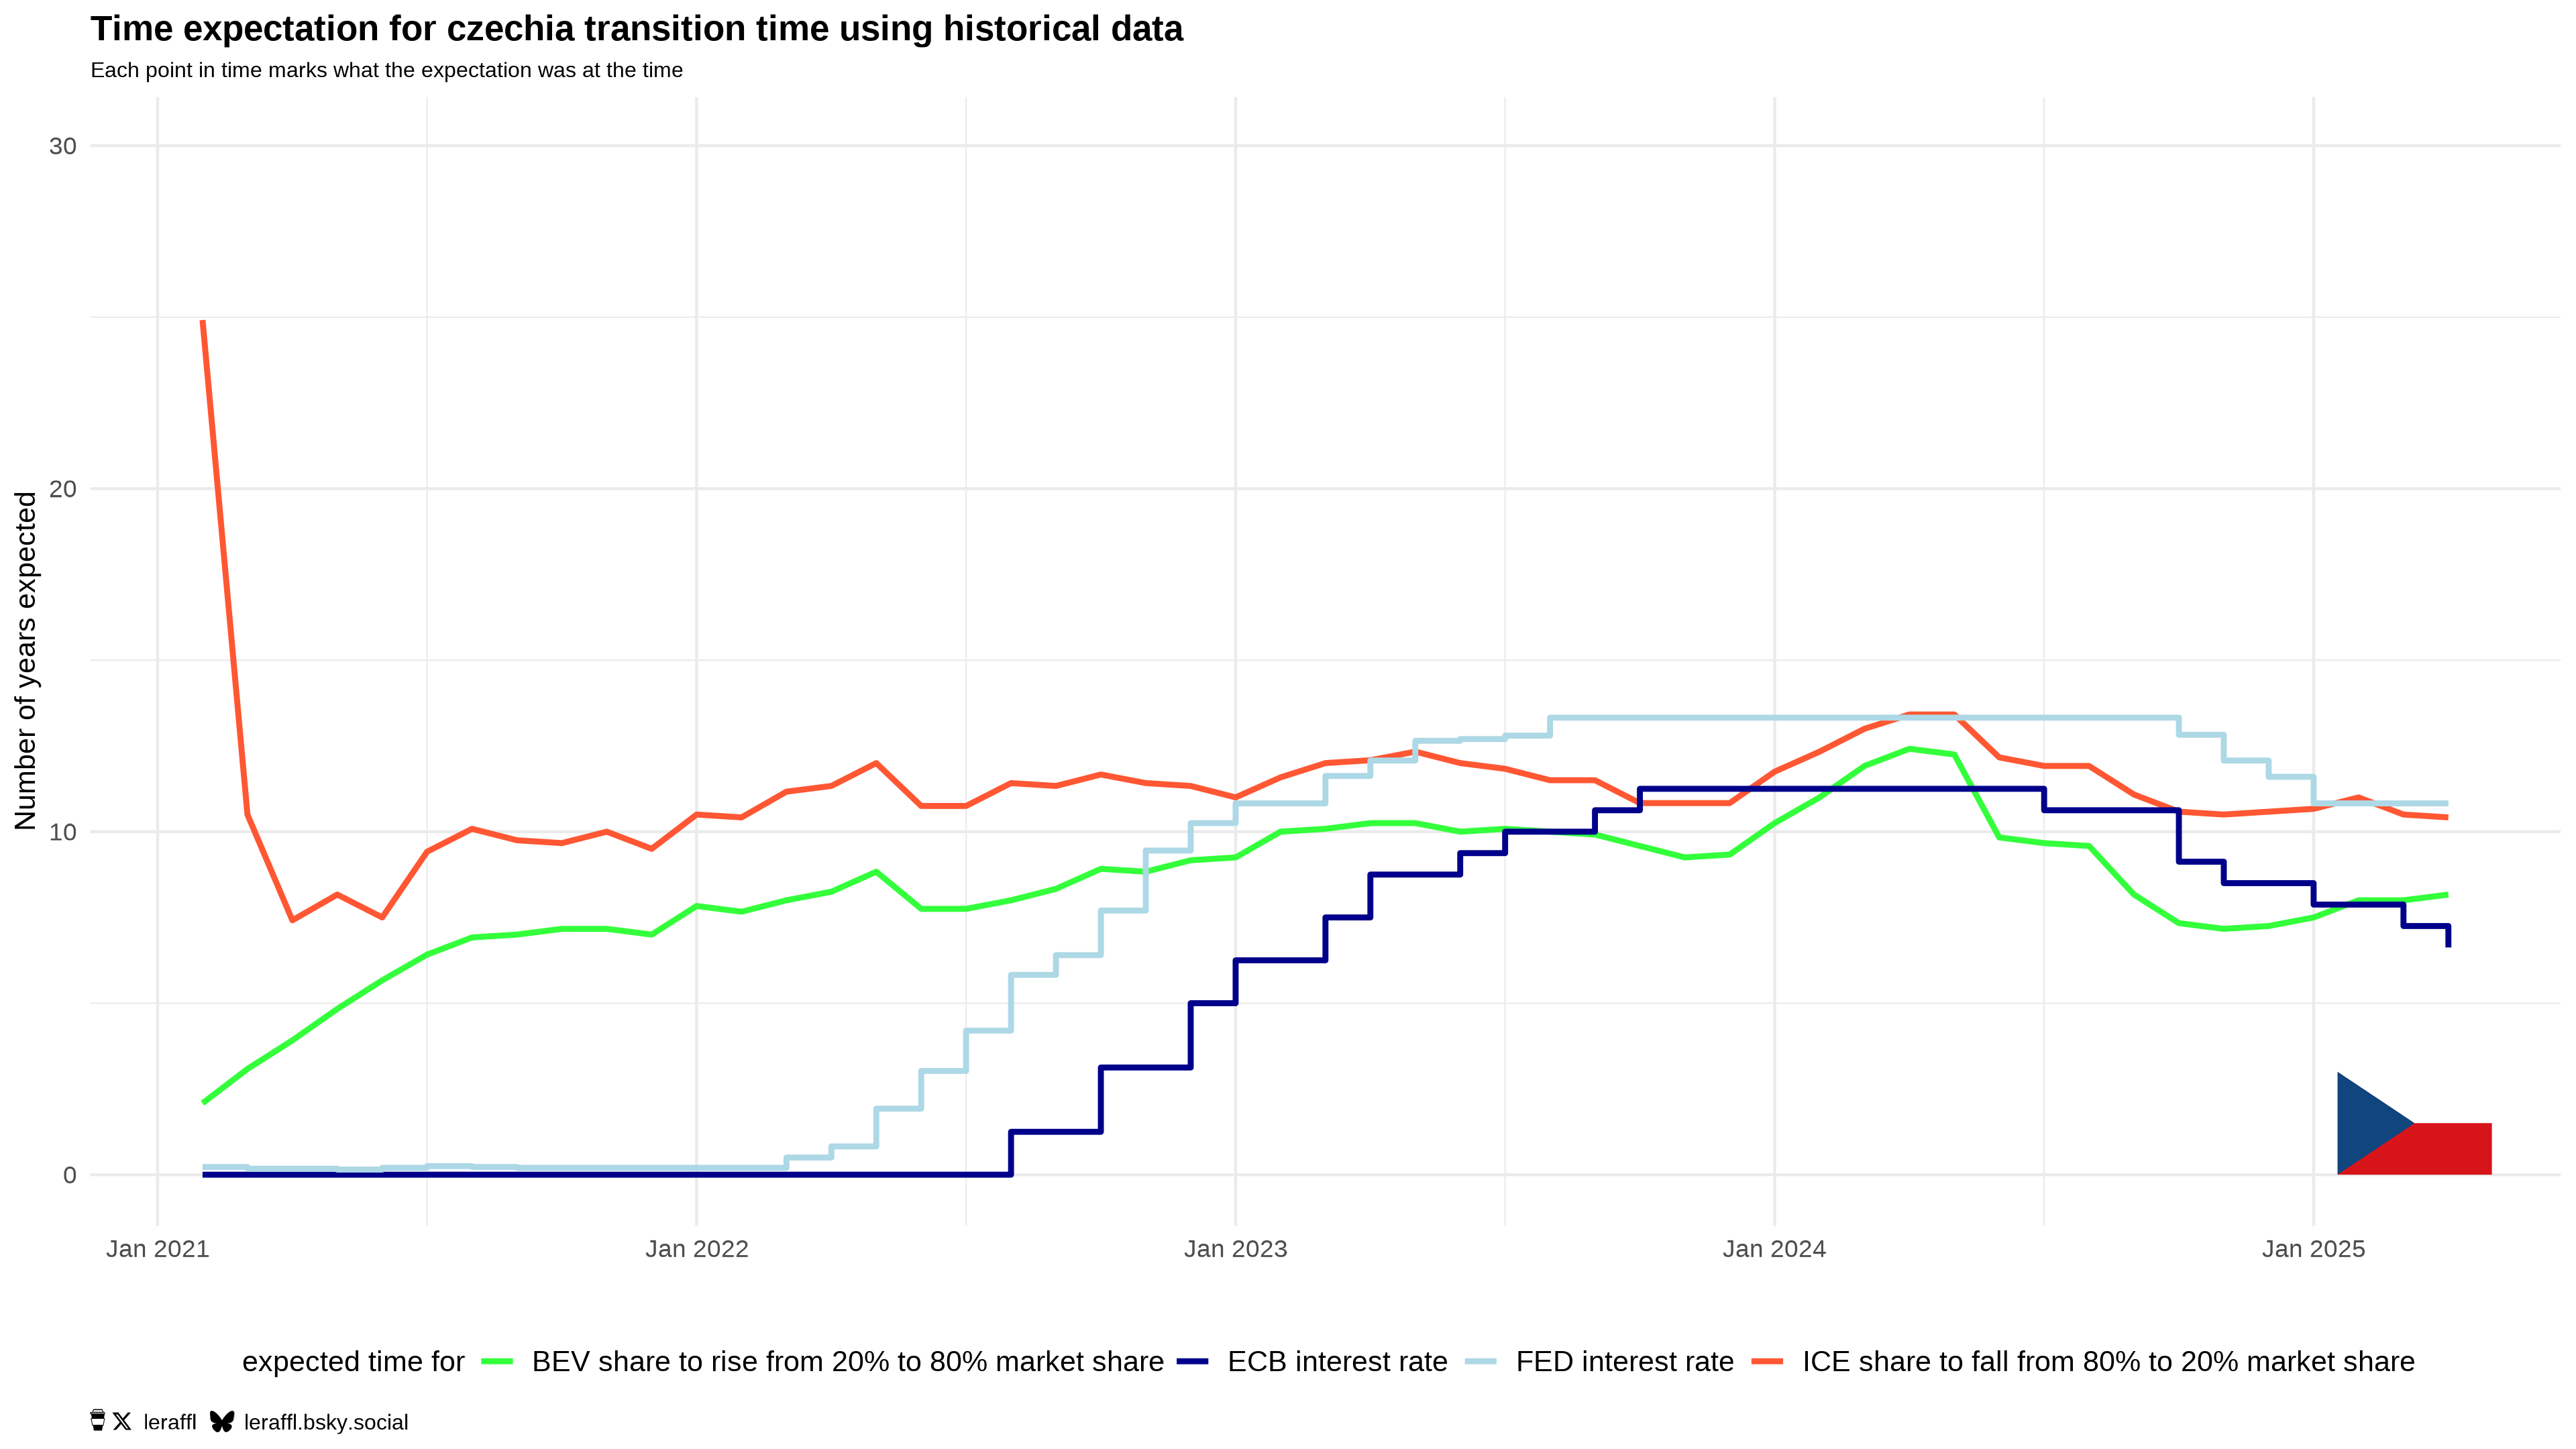 Time expectation for czechia transition time using historical data
Each point in time marks what the expectation was at the time
Number of years expected
30
20
10
0
Jan 2021
Jan 2022
Jan 2023
Jan 2024
Jan 2025
expected time for BEV share to rise from 20% to 80% market share ECB interest rate FED interest rate ICE share to fall from 80% to 20% market share
leraffl leraffl.bsky.social